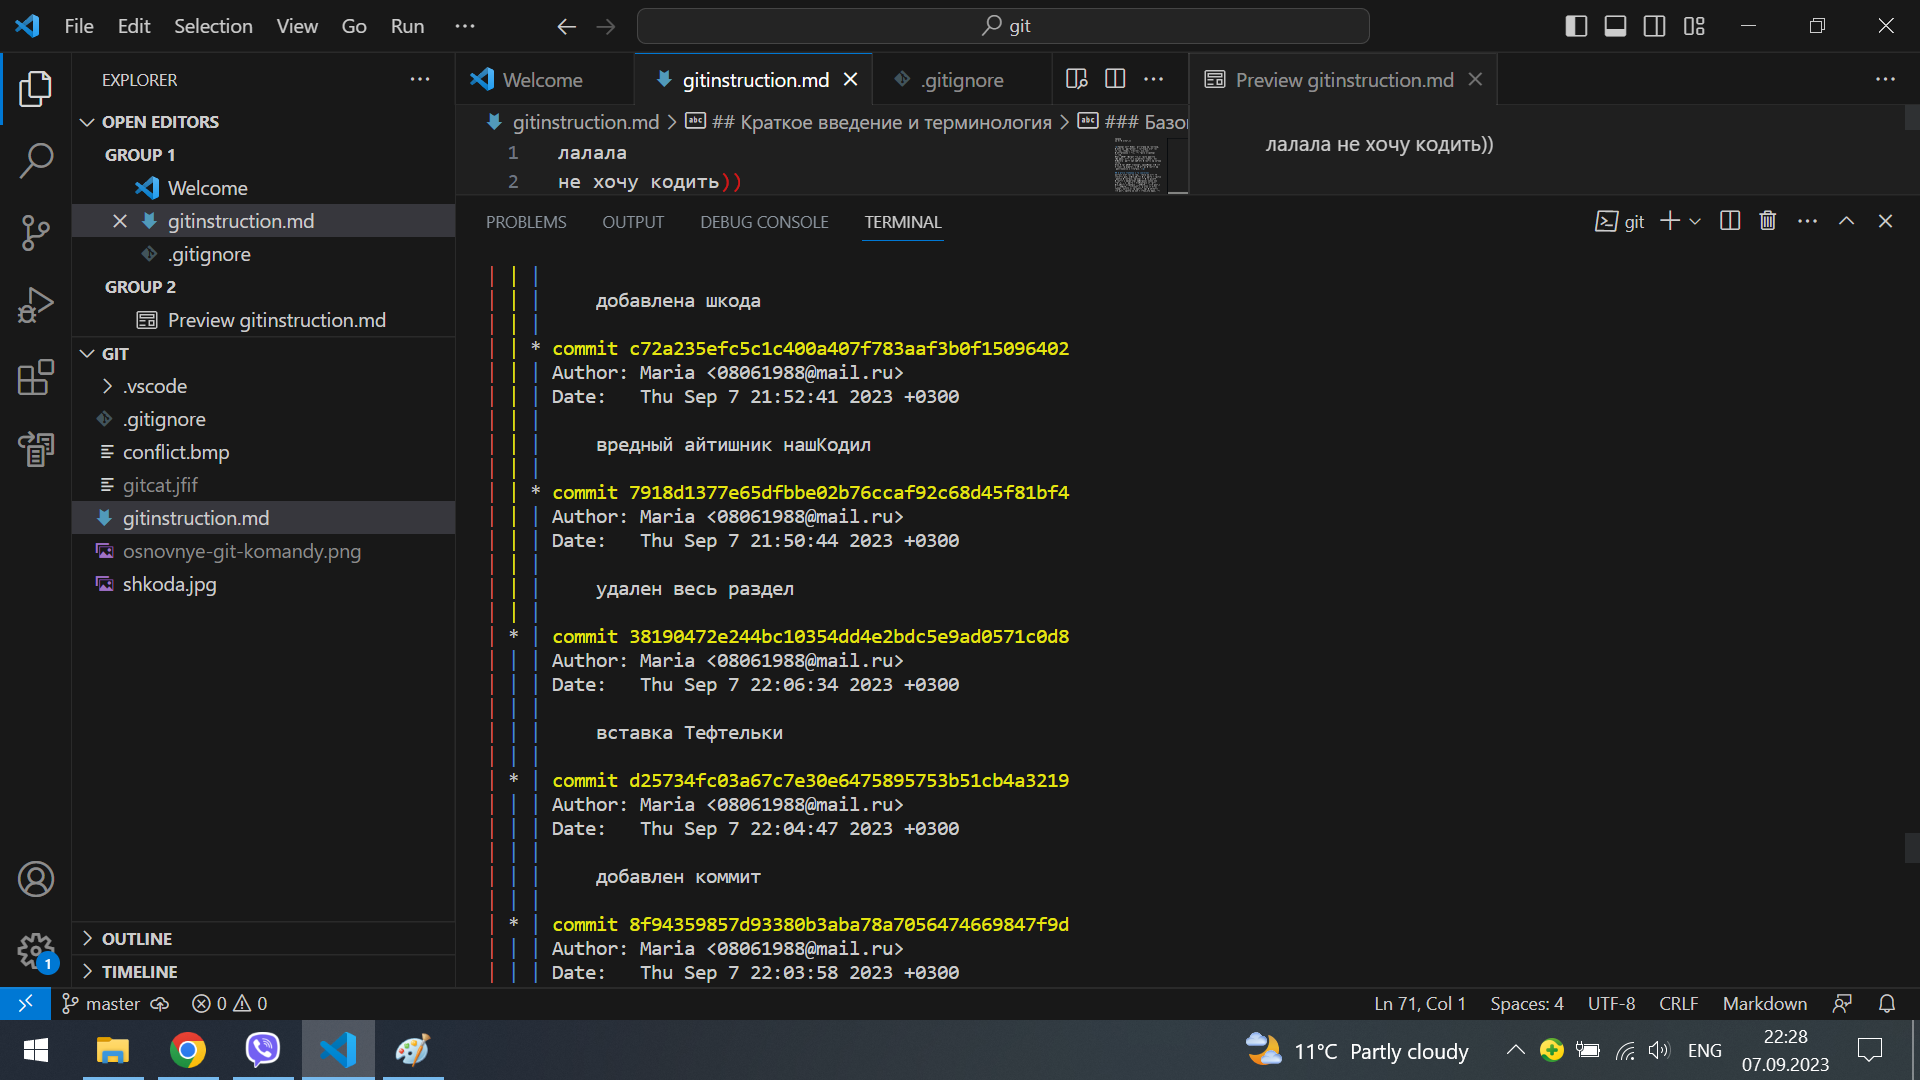 File Edit Selection View Go Run ···
git
EXPLORER
OPEN EDITORS
GROUP 1
Welcome
gitinstruction.md
.gitignore
GROUP 2
Preview gitinstruction.md
GIT
.vscode
.gitignore
conflict.bmp
gitcat.jfif
gitinstruction.md
osnovnye-git-komandy.png
shkoda.jpg
OUTLINE
TIMELINE
Welcome
gitinstruction.md
.gitignore
gitinstruction.md > ## Краткое введение и терминология > ### Базо
1 лалала
2 не хочу кодить))
Preview gitinstruction.md
лалала не хочу кодить))
PROBLEMS OUTPUT DEBUG CONSOLE TERMINAL
git
добавлена шкода
* commit c72a235efc5c1c400a407f783aaf3b0f15096402
Author: Maria <08061988@mail.ru>
Date: Thu Sep 7 21:52:41 2023 +0300
вредный айтишник нашКодил
* commit 7918d1377e65dfbbe02b76ccaf92c68d45f81bf4
Author: Maria <08061988@mail.ru>
Date: Thu Sep 7 21:50:44 2023 +0300
удален весь раздел
* commit 38190472e244bc10354dd4e2bdc5e9ad0571c0d8
Author: Maria <08061988@mail.ru>
Date: Thu Sep 7 22:06:34 2023 +0300
вставка Тефтельки
* commit d25734fc03a67c7e30e6475895753b51cb4a3219
Author: Maria <08061988@mail.ru>
Date: Thu Sep 7 22:04:47 2023 +0300
добавлен коммит
* commit 8f94359857d93380b3aba78a7056474669847f9d
Author: Maria <08061988@mail.ru>
Date: Thu Sep 7 22:03:58 2023 +0300
1
master 0 0
Ln 71, Col 1 Spaces: 4 UTF-8 CRLF Markdown
11°C Partly cloudy
ENG
22:28
07.09.2023